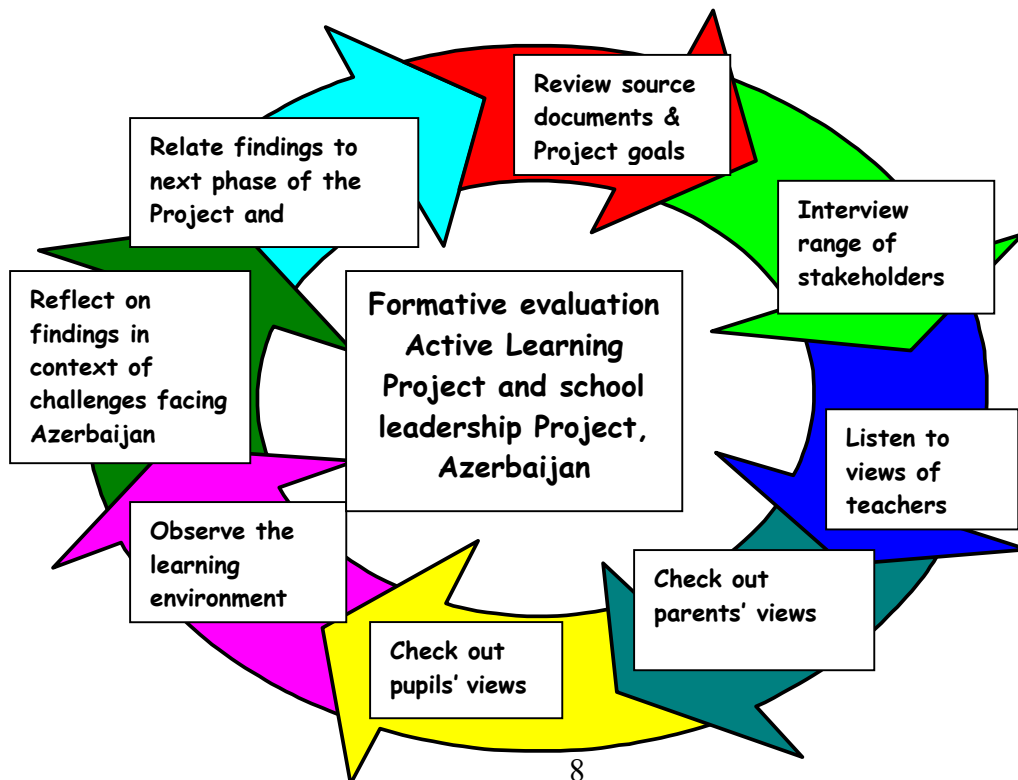 Review source
documents &
Project goals
Relate findings to
next phase of the
Project and
Interview
range of
stakeholders
Reflect on
findings in
context of
challenges facing
Azerbaijan
Formative evaluation
Active Learning
Project and school
leadership Project,
Azerbaijan
Listen to
views of
teachers
Observe the
learning
environment
Check out
parents’ views
Check out
pupils’ views
8